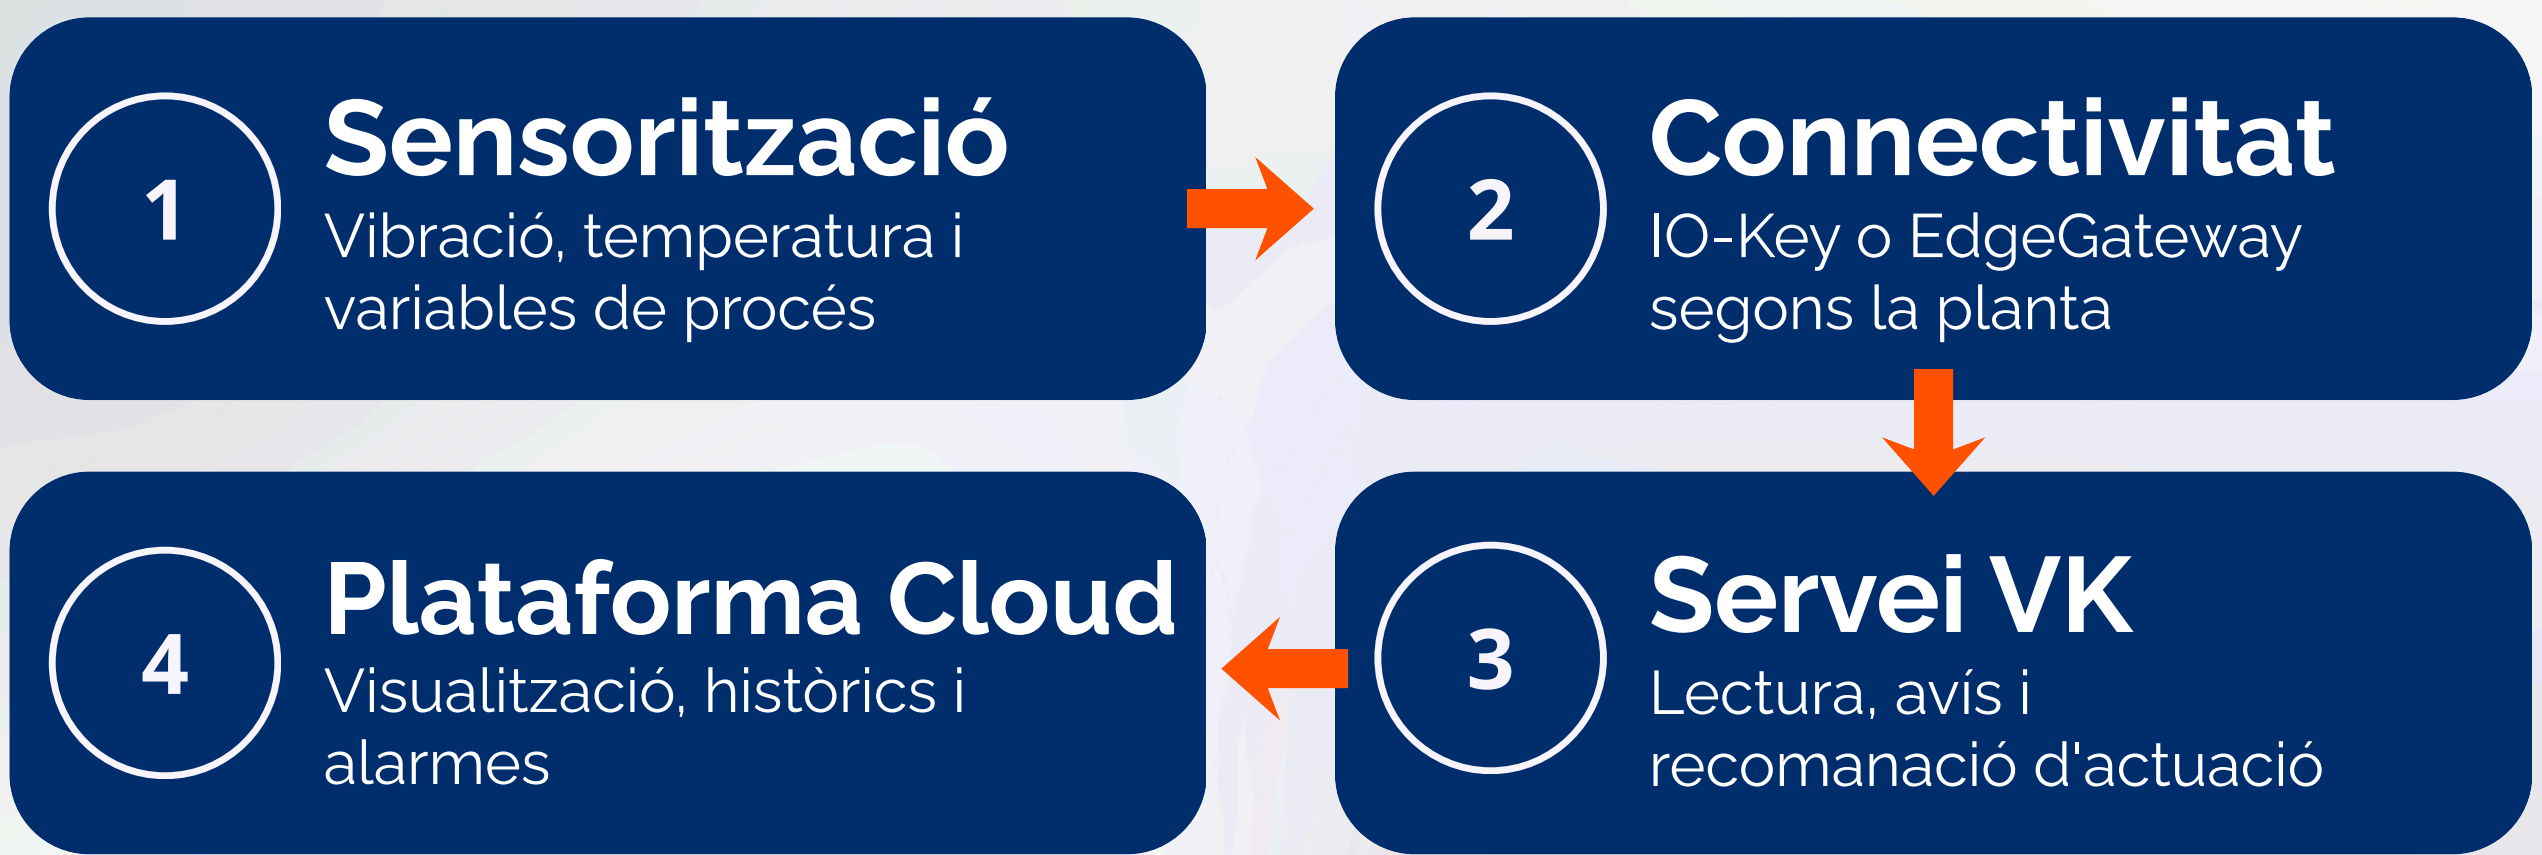 1
Sensorització
Vibració, temperatura i
variables de procés
2
Connectivitat
IO-Key o EdgeGateway
segons la planta
3
Servei VK
Lectura, avís i
recomanació d'actuació
4
Plataforma Cloud
Visualització, històrics i
alarmes